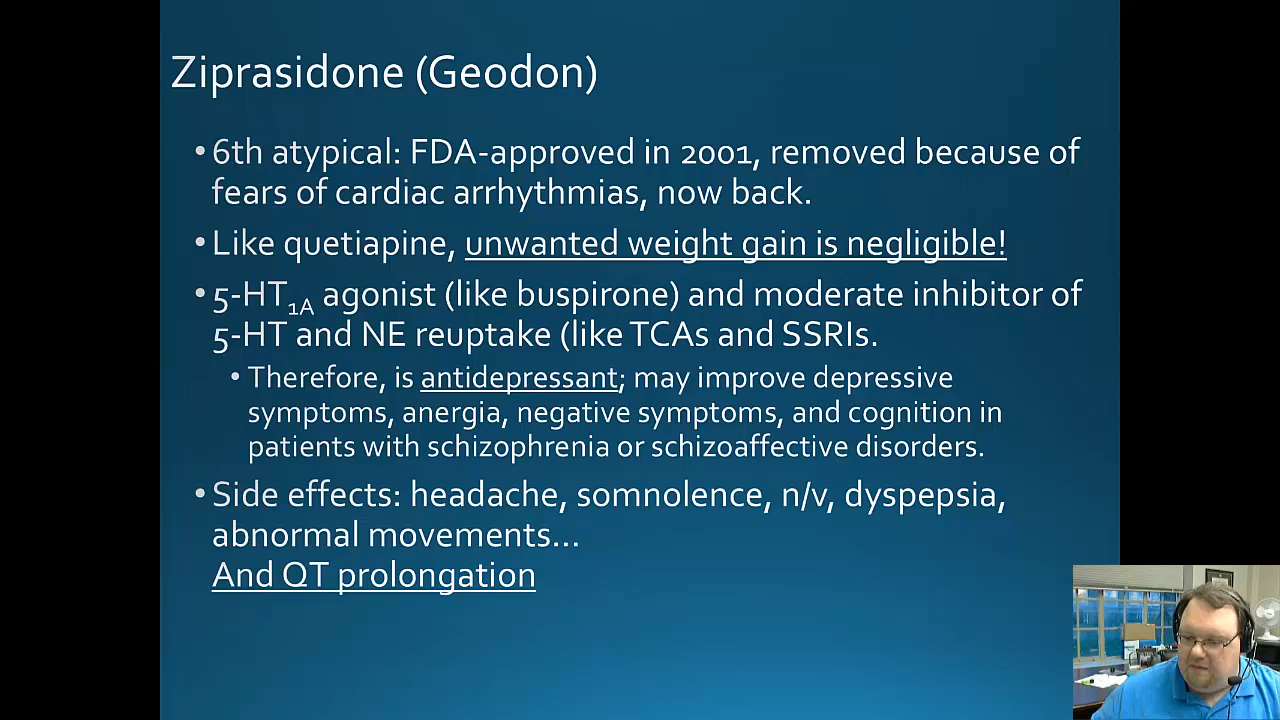 Ziprasidone (Geodon)
•6th atypical: FDA-approved in 2001, removed because of
fears of cardiac arrhythmias, now back.
•Like quetiapine, unwanted weight gain is negligible!
•5-HT1A agonist (like buspirone) and moderate inhibitor of
5-HT and NE reuptake (like TCAs and SSRIs.
•Therefore, is antidepressant; may improve depressive
symptoms, anergia, negative symptoms, and cognition in
patients with schizophrenia or schizoaffective disorders.
•Side effects: headache, somnolence, n/v, dyspepsia,
abnormal movements...
And QT prolongation